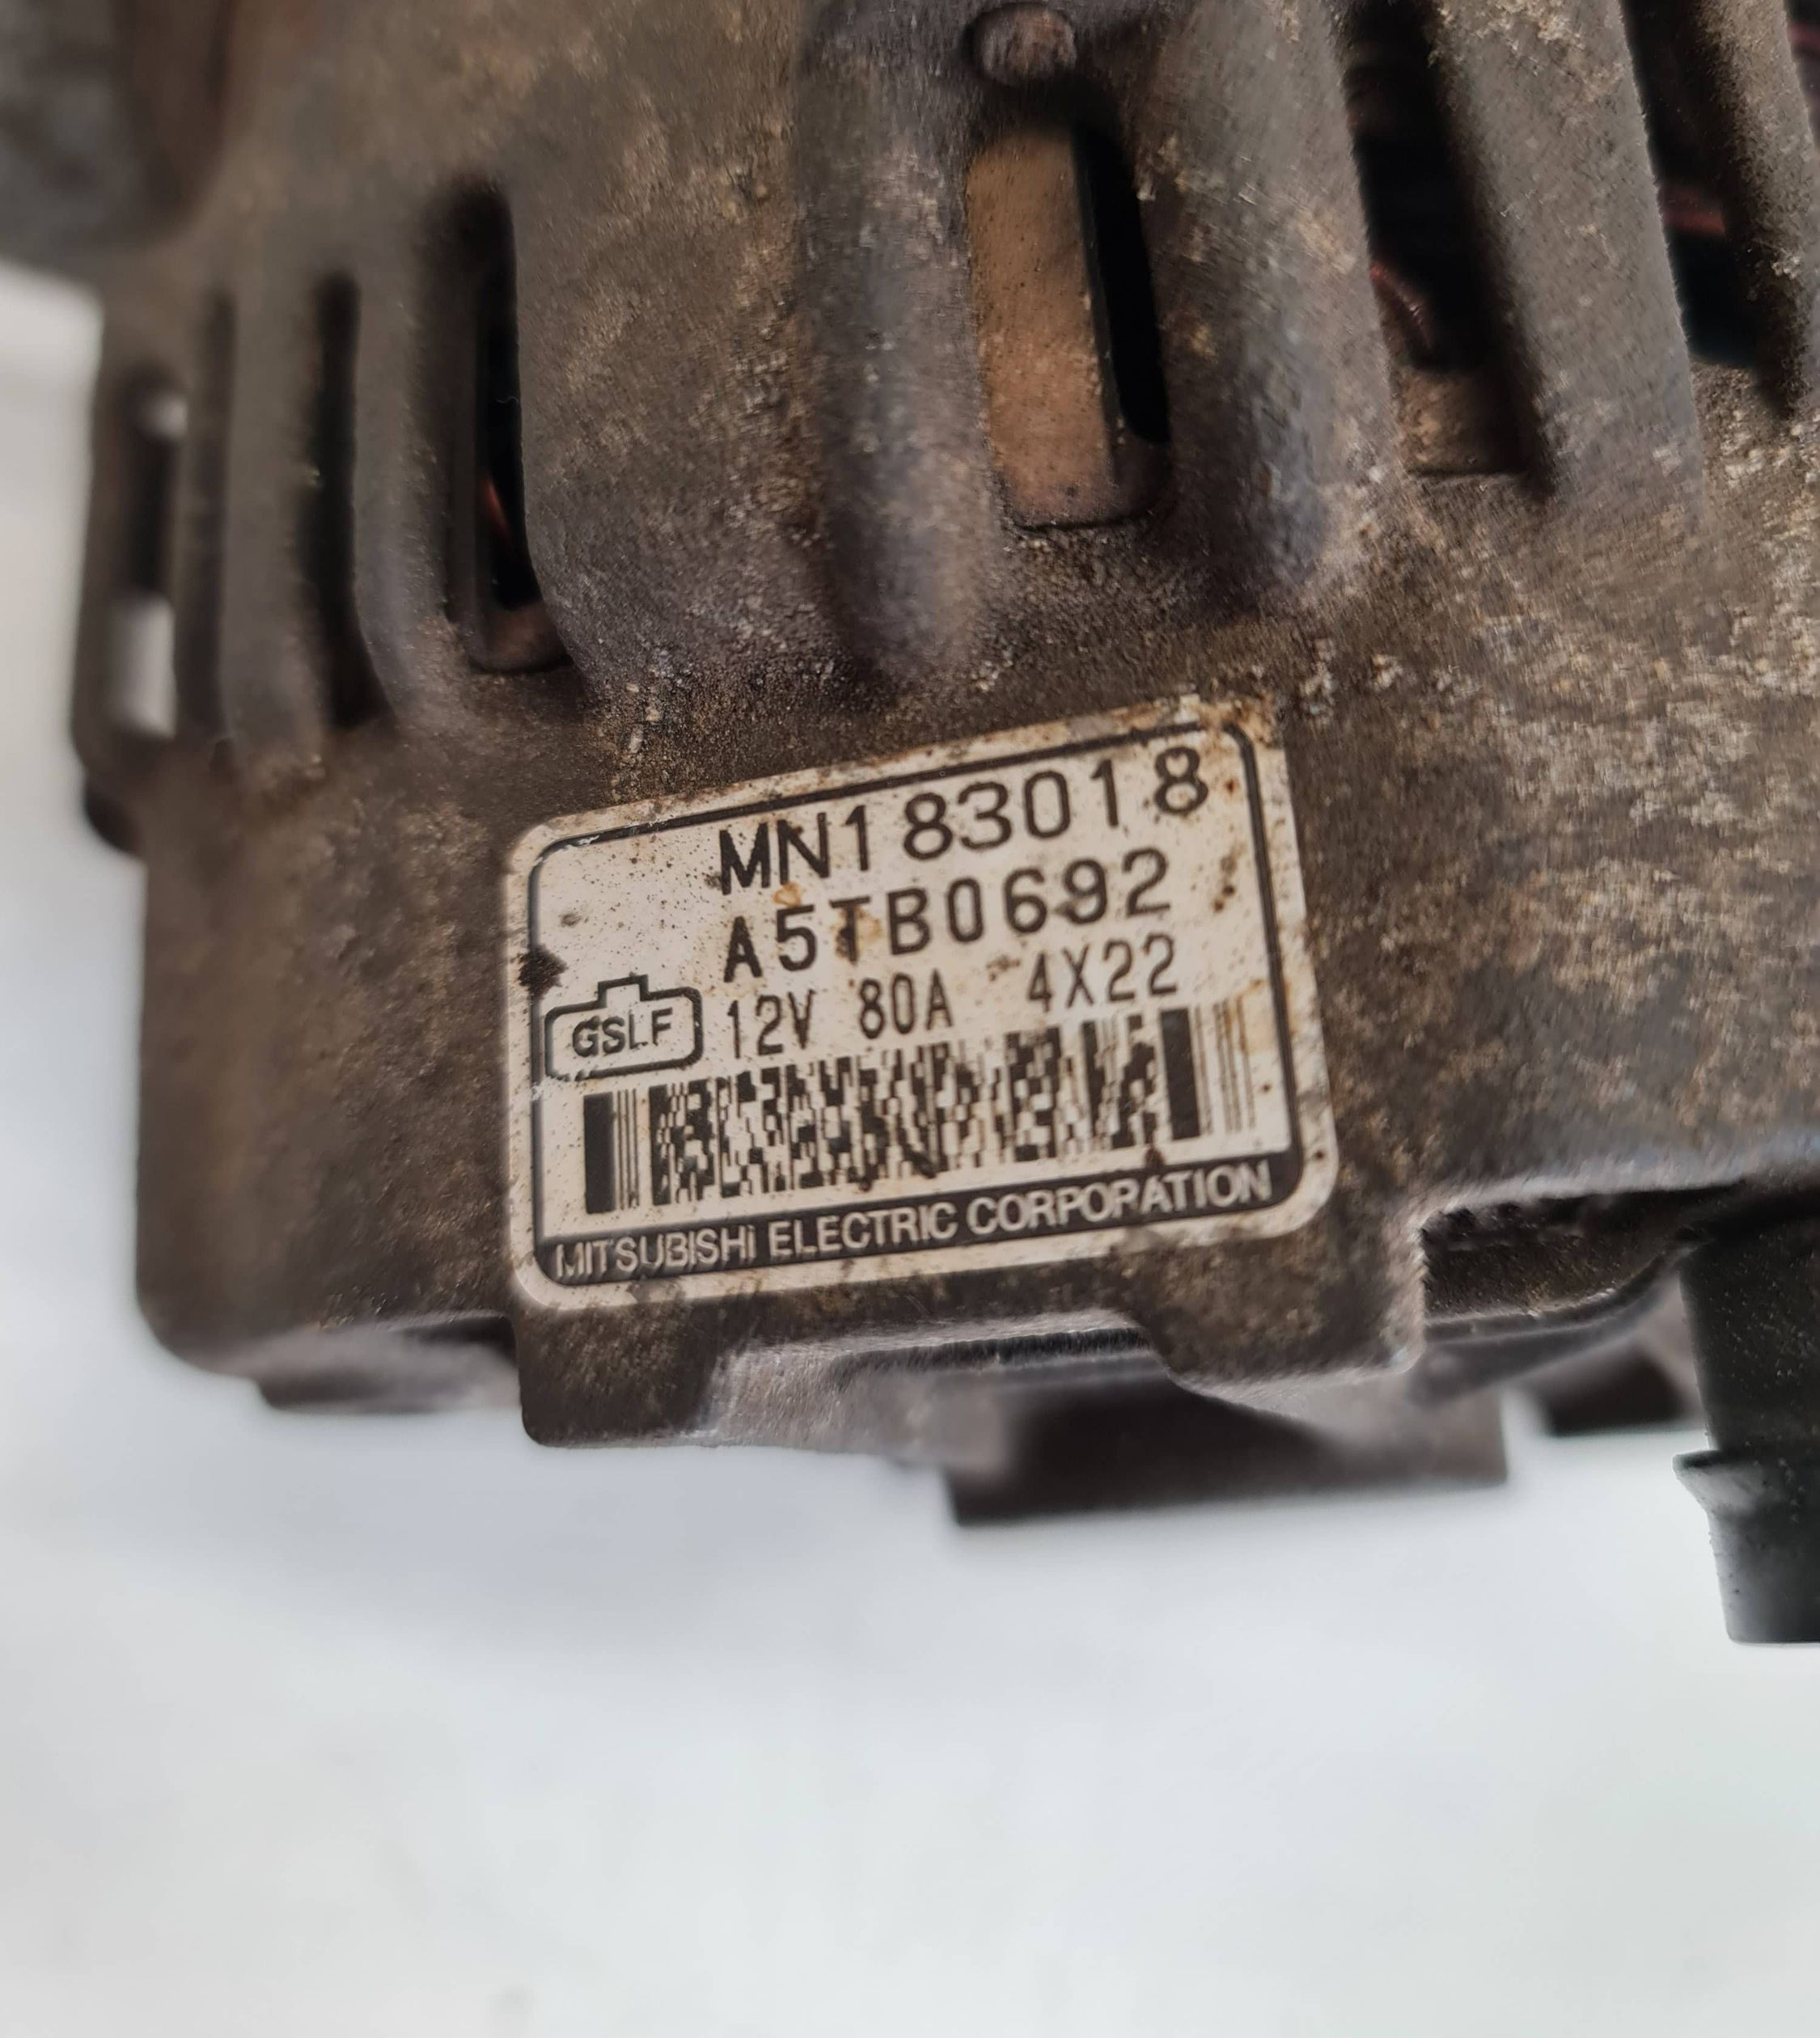 MN183018
A5TB0692
GSLF 12V 80A 4X22
MITSUBISHI ELECTRIC CORPORATION